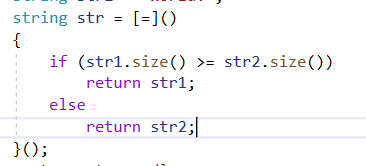 string str = [=]()
{
    if (str1.size() >= str2.size())
        return str1;
    else
        return str2;
}();